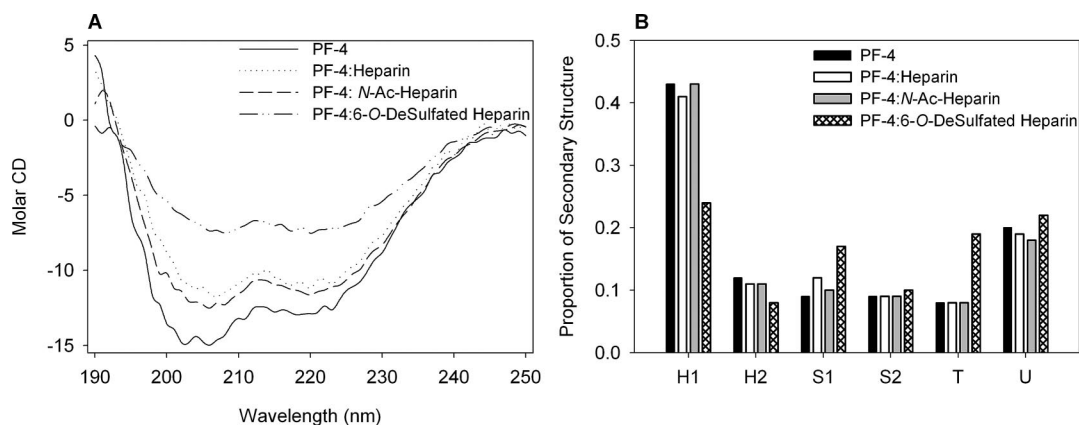 A
PF-4
PF-4:Heparin
PF-4: N-Ac-Heparin
PF-4:6-O-DeSulfated Heparin
Molar CD
5
0
-5
-10
-15
190
200
210
220
230
240
250
Wavelength (nm)
B
PF-4
PF-4:Heparin
PF-4:N-Ac-Heparin
PF-4:6-O-DeSulfated Heparin
Proportion of Secondary Structure
0.5
0.4
0.3
0.2
0.1
0.0
H1
H2
S1
S2
T
U